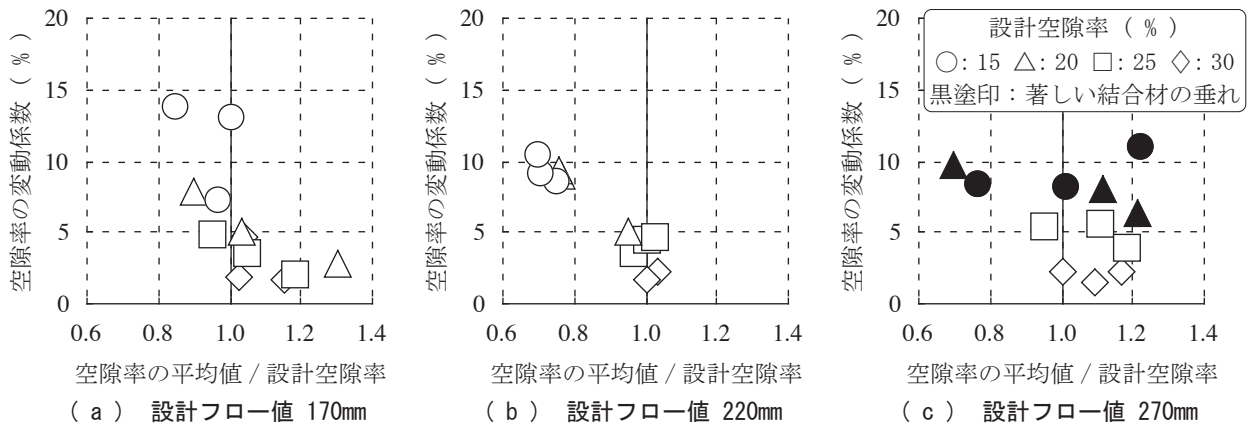 空隙率の変動係数 ( % )
20
15
10
5
0
0.6 0.8 1.0 1.2 1.4
空隙率の平均値 / 設計空隙率
( a ) 設計フロー値 170mm
空隙率の変動係数 ( % )
20
15
10
5
0
0.6 0.8 1.0 1.2 1.4
空隙率の平均値 / 設計空隙率
( b ) 設計フロー値 220mm
空隙率の変動係数 ( % )
20
15
10
5
0
設計空隙率 ( % )
○: 15 △: 20 □: 25 ◇: 30
黒塗印：著しい結合材の垂れ
0.6 0.8 1.0 1.2 1.4
空隙率の平均値 / 設計空隙率
( c ) 設計フロー値 270mm